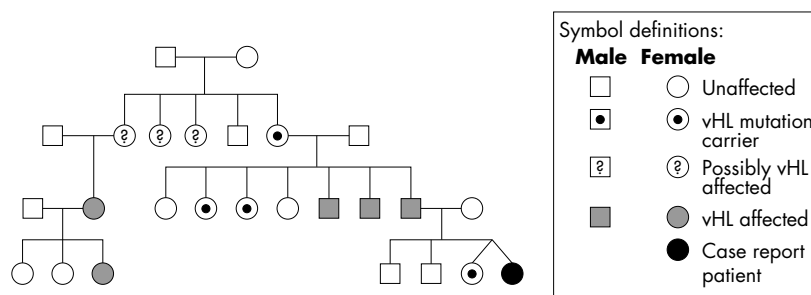 Symbol definitions:
Male Female
Unaffected
vHL mutation
carrier
? ? ? ? ? Possibly vHL
affected
vHL affected
Case report
patient